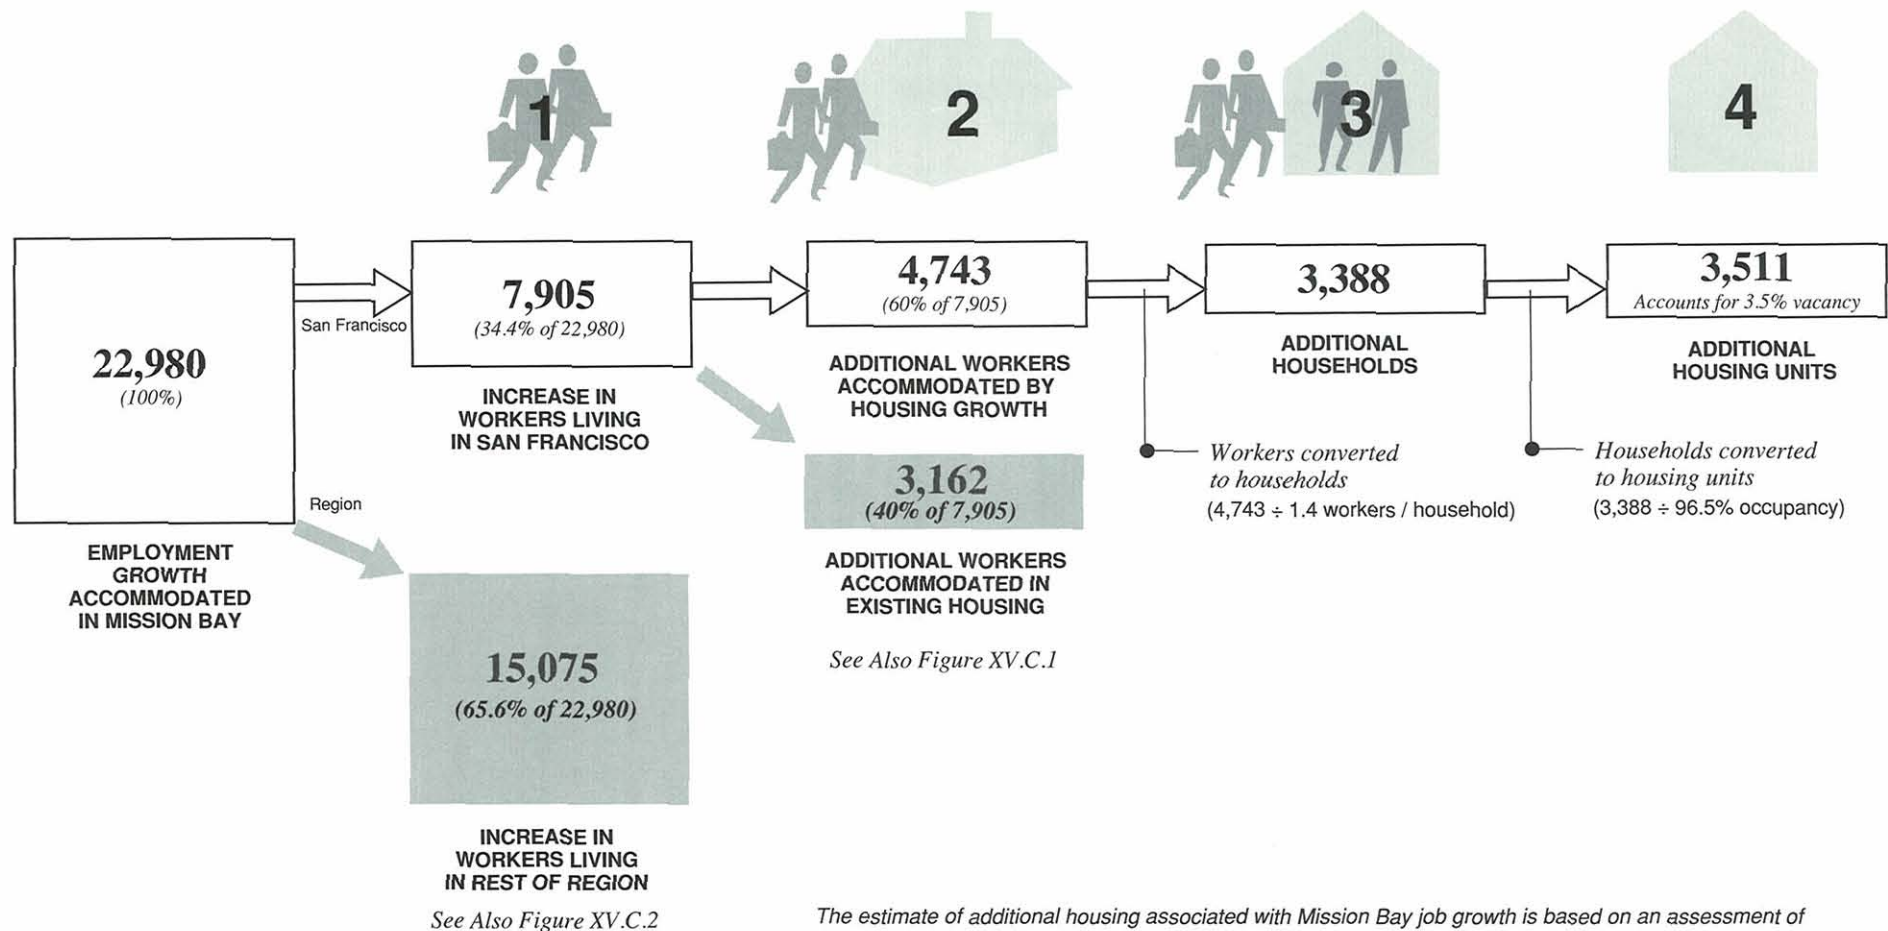 1
2
3
4
22,980
(100%)
EMPLOYMENT
GROWTH
ACCOMMODATED
IN MISSION BAY
San Francisco
Region
7,905
(34.4% of 22,980)
INCREASE IN
WORKERS LIVING
IN SAN FRANCISCO
15,075
(65.6% of 22,980)
INCREASE IN
WORKERS LIVING
IN REST OF REGION
See Also Figure XV.C.2
4,743
(60% of 7,905)
ADDITIONAL WORKERS
ACCOMMODATED BY
HOUSING GROWTH
3,162
(40% of 7,905)
ADDITIONAL WORKERS
ACCOMMODATED IN
EXISTING HOUSING
See Also Figure XV.C.1
3,388
ADDITIONAL
HOUSEHOLDS
Workers converted
to households
(4,743 ÷ 1.4 workers / household)
3,511
Accounts for 3.5% vacancy
ADDITIONAL
HOUSING UNITS
Households converted
to housing units
(3,388 ÷ 96.5% occupancy)
The estimate of additional housing associated with Mission Bay job growth is based on an assessment of